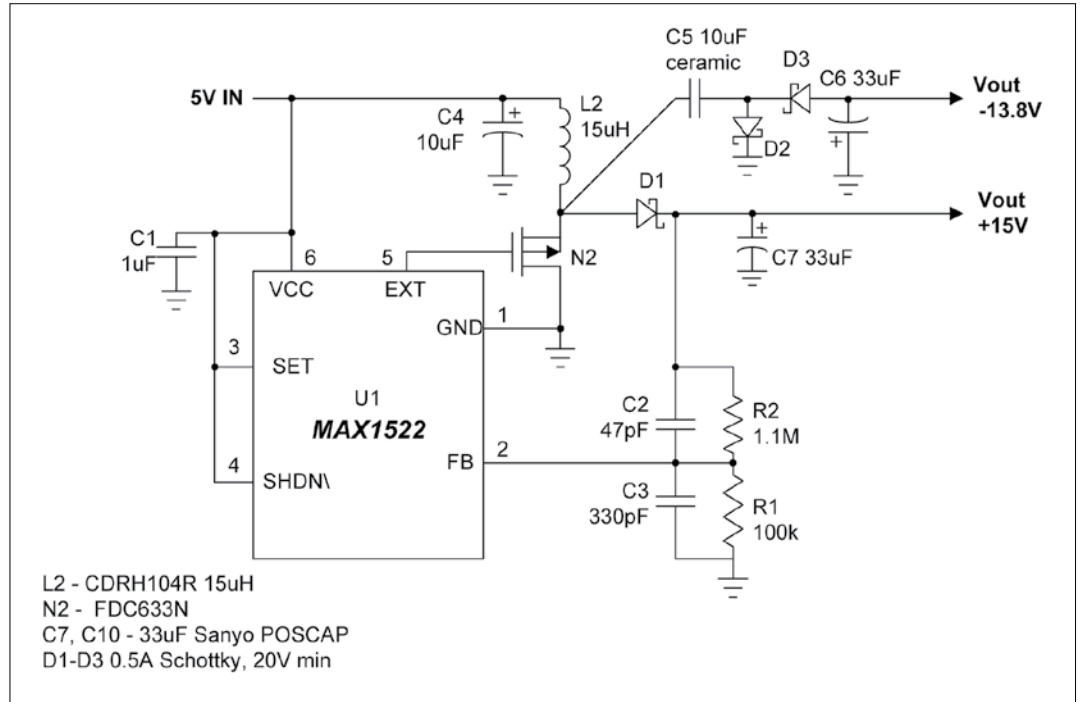 C5 10uF
ceramic
D3
C6 33uF
Vout
-13.8V
5V IN
C4
10uF
+
L2
15uH
D2
+
D1
Vout
+15V
C1
1uF
6
5
N2
+
C7 33uF
VCC
EXT
GND
1
3
SET
U1
MAX1522
C2
47pF
R2
1.1M
FB
2
4
SHDN\
C3
330pF
R1
100k
L2 - CDRH104R 15uH
N2 - FDC633N
C7, C10 - 33uF Sanyo POSCAP
D1-D3 0.5A Schottky, 20V min